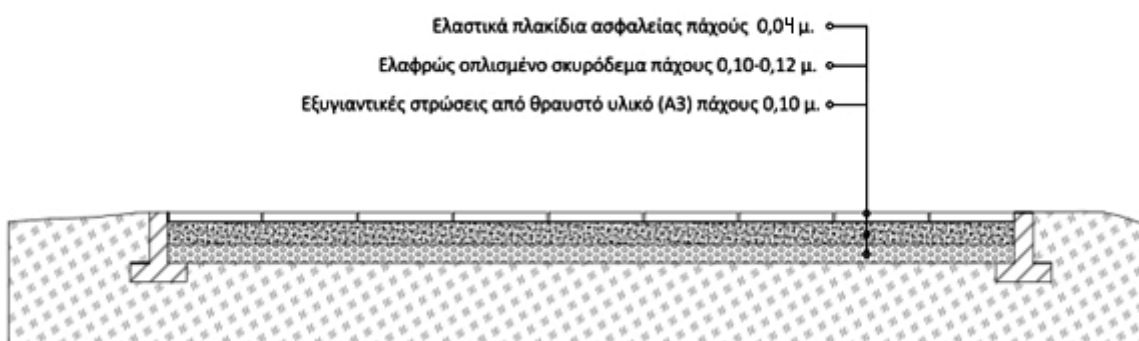 Ελαστικά πλακίδια ασφαλείας πάχούς 0,04 μ.
Ελαφρώς οπλισμένο σκυρόδεμα πάχους 0,10-0,12 μ.
Εξυγιαντικές στρώσεις από θραυστό υλικό (Α3) πάχους 0,10 μ.